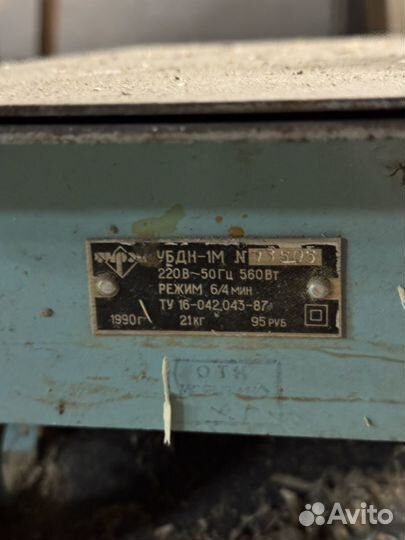 УБДН-1М N 73505
220В~50Гц 560Вт
РЕЖИМ 6/4 МИН
ТУ 16-042.043-87
1990г. 21КГ 95 РУБ
ОТК
Avito